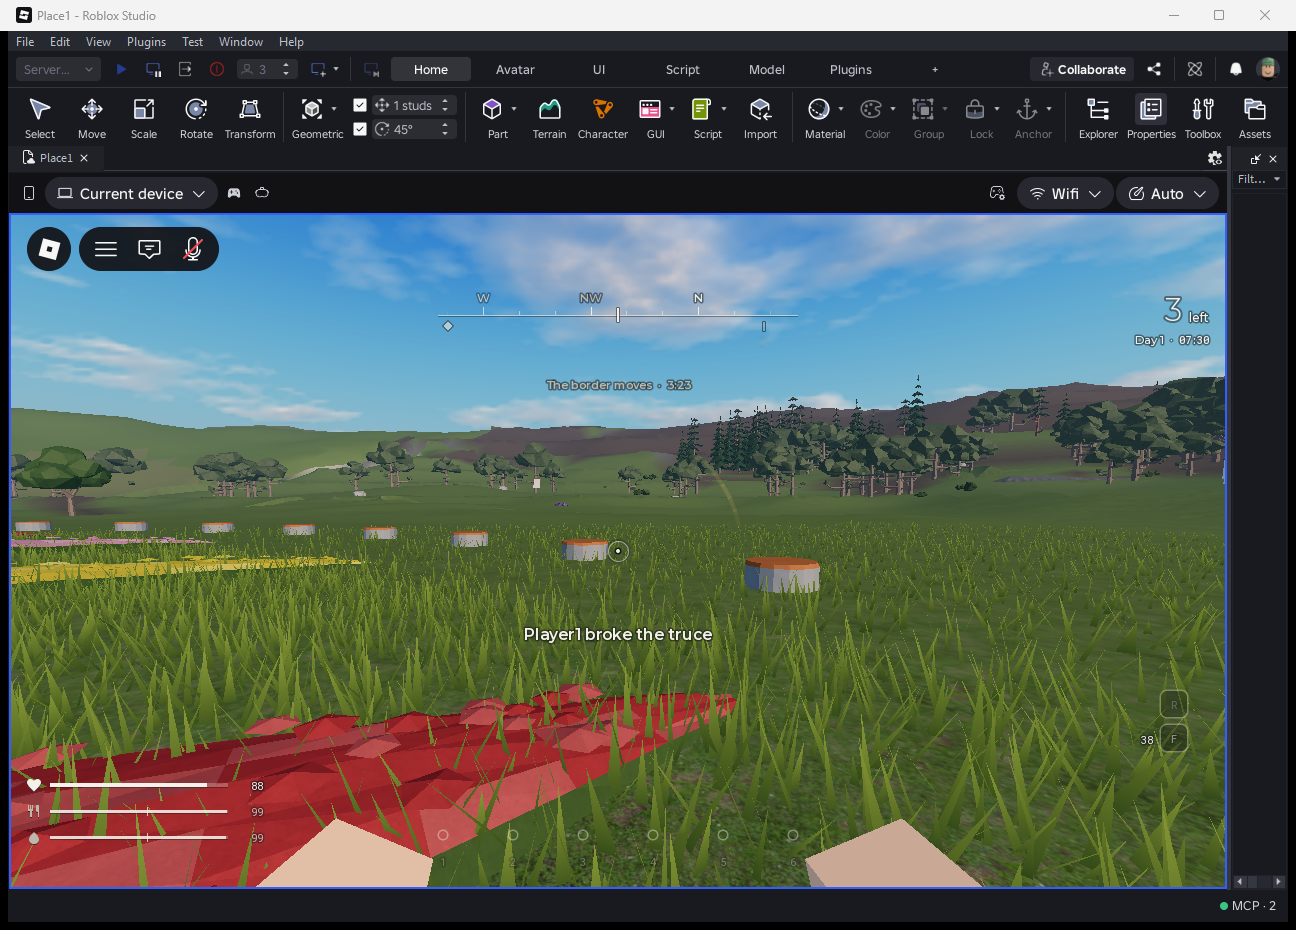 Place1 - Roblox Studio
File Edit View Plugins Test Window Help
Server... 3 Home Avatar UI Script Model Plugins + Collaborate
1 studs
45°
Select Move Scale Rotate Transform Geometric Part Terrain Character GUI Script Import Material Color Group Lock Anchor Explorer Properties Toolbox Assets
Place1
Filt...
Current device Wifi Auto
W NW N
3 left
Day 1 · 07:30
The border moves · 3:23
Player1 broke the truce
R
38 F
88
99
99
1 2 3 4 5 6
MCP · 2